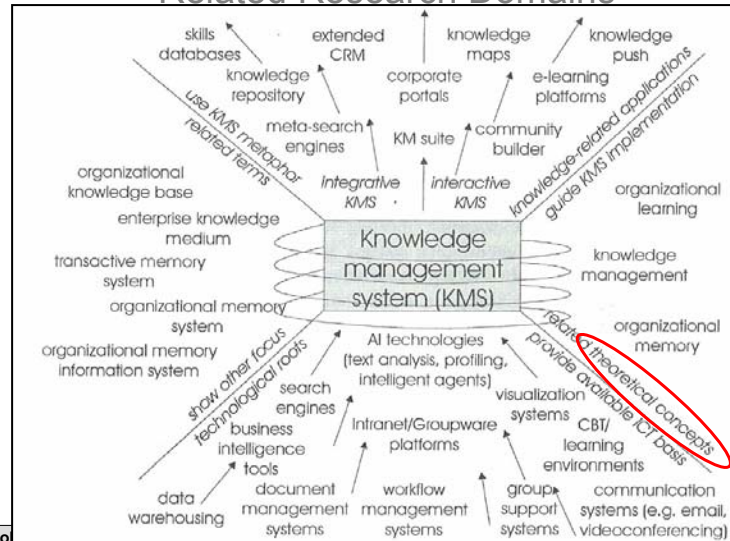 Related Research Domains
skills
databases
extended
CRM
knowledge
maps
knowledge
push
knowledge
repository
corporate
portals
e-learning
platforms
meta-search
engines
KM suite
community
builder
integrative
KMS
interactive
KMS
use KMS metaphor
related terms
knowledge-related applications
guide KMS implementation
organizational
knowledge base
enterprise knowledge
medium
transactive memory
system
organizational memory
system
organizational memory
information system
Knowledge
management
system (KMS)
organizational
learning
knowledge
management
organizational
memory
show other focus
technological roots
related theoretical concepts
provide available ICT basis
AI technologies
(text analysis, profiling,
intelligent agents)
search
engines
visualization
systems
business
intelligence
tools
Intranet/Groupware
platforms
CBT/
learning
environments
data
warehousing
document
management
systems
workflow
management
systems
group
support
systems
communication
systems (e.g. email,
videoconferencing)